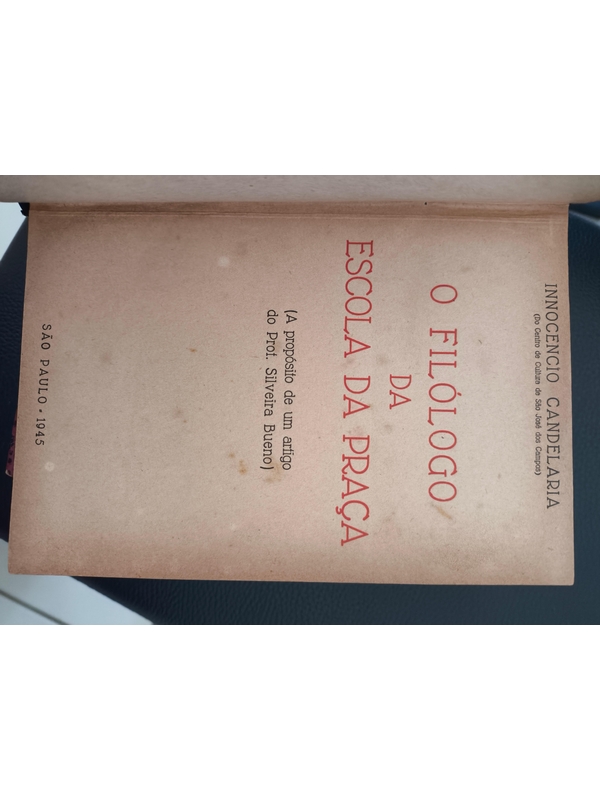 INNOCENCIO CANDELARIA
(Do Centro de Cultura de São José dos Campos)
O FILÓLOGO
DA
ESCOLA DA PRAÇA
(A propósito de um artigo
do Prof. Silveira Bueno)
SÃO PAULO • 1945